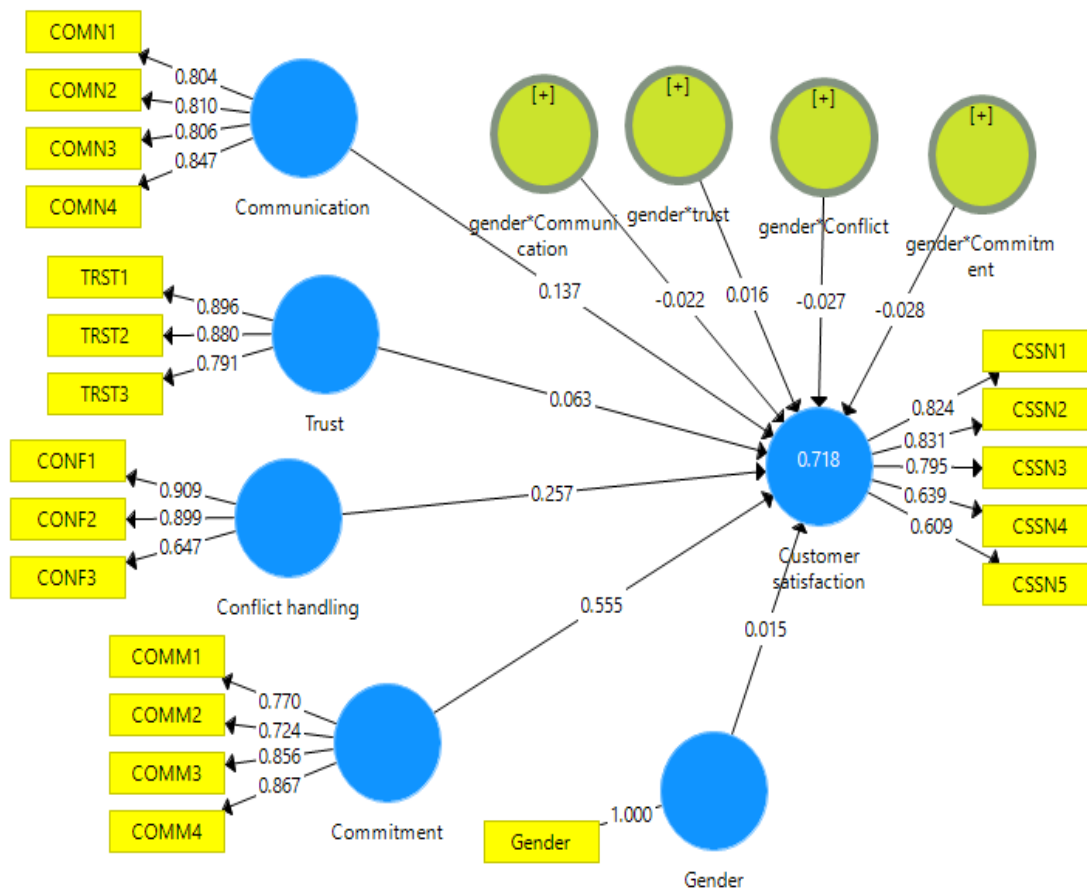 COMN1
COMN2
COMN3
COMN4
0.804
0.810
0.806
0.847
Communication
[+]
gender*Communi
cation
[+]
gender*trust
[+]
gender*Conflict
[+]
gender*Commitm
ent
0.137
-0.022
0.016
-0.027
-0.028
TRST1
TRST2
TRST3
0.896
0.880
0.791
Trust
0.063
CONF1
CONF2
CONF3
0.909
0.899
0.647
Conflict handling
0.257
0.718
Customer
satisfaction
0.824
0.831
0.795
0.639
0.609
CSSN1
CSSN2
CSSN3
CSSN4
CSSN5
COMM1
COMM2
COMM3
COMM4
0.770
0.724
0.856
0.867
Commitment
0.555
0.015
Gender
1.000
Gender